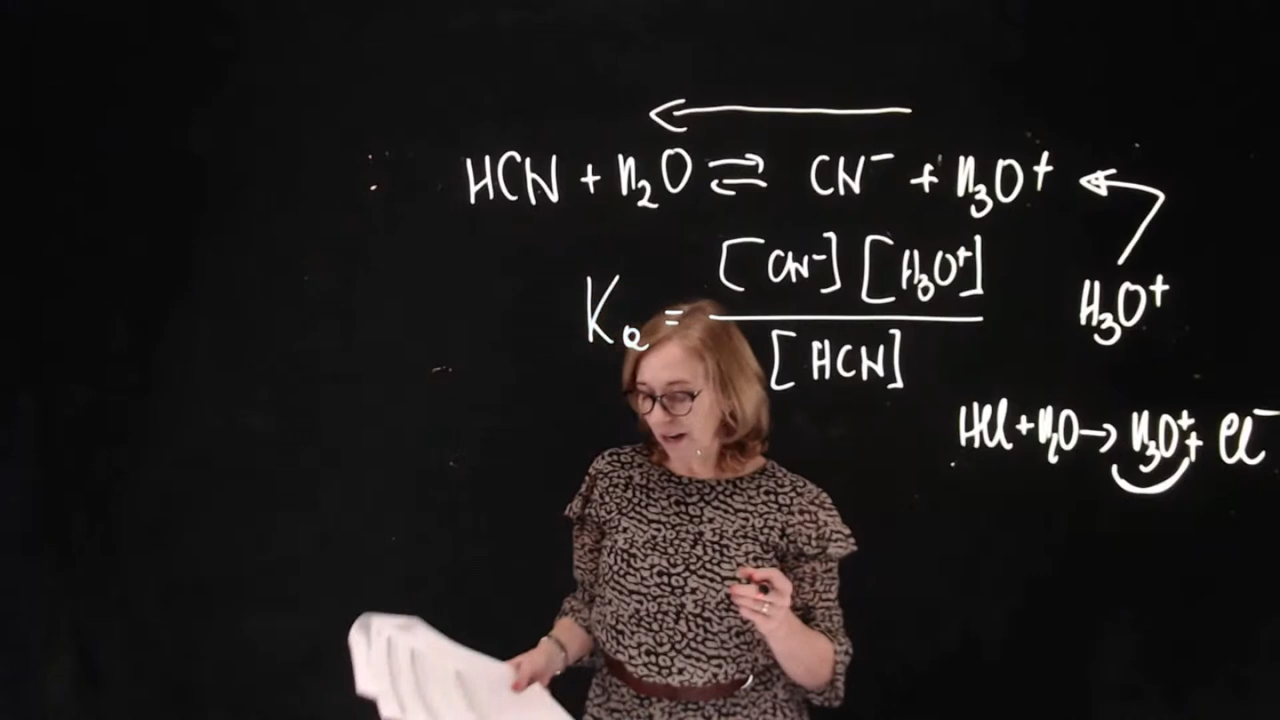 HCN + H₂O ⇌ CN⁻ + H₃O⁺
Kₐ = [CN⁻] [H₃O⁺] / [HCN]
H₃O⁺
HCl + H₂O → H₃O⁺ + Cl⁻